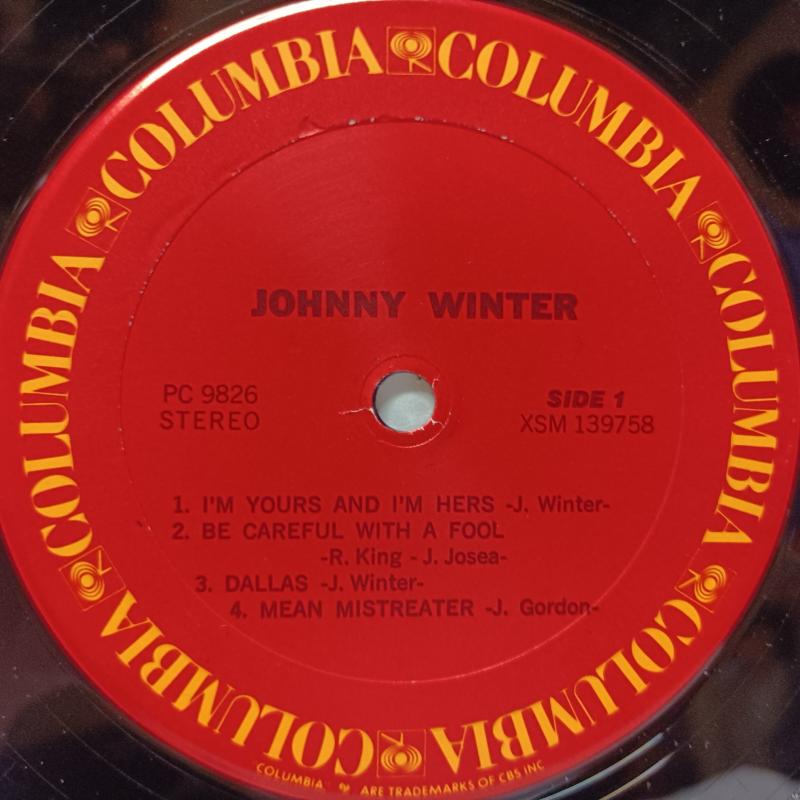 COLUMBIA COLUMBIA COLUMBIA COLUMBIA COLUMBIA COLUMBIA
JOHNNY WINTER
PC 9826
STEREO
SIDE 1
XSM 139758
1. I'M YOURS AND I'M HERS -J. Winter-
2. BE CAREFUL WITH A FOOL
-R. King - J. Josea-
3. DALLAS -J. Winter-
4. MEAN MISTREATER -J. Gordon-
COLUMBIA ARE TRADEMARKS OF CBS INC